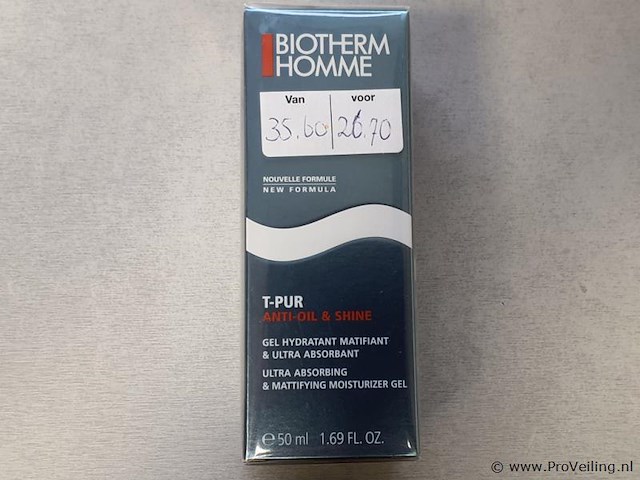 BIOTHERM
HOMME
Van voor
35.60 26.70
NOUVELLE FORMULE
NEW FORMULA
T-PUR
ANTI-OIL & SHINE
GEL HYDRATANT MATIFIANT
& ULTRA ABSORBANT
ULTRA ABSORBING
& MATTIFYING MOISTURIZER GEL
℮ 50 ml 1.69 FL. OZ.
© www.ProVeiling.nl